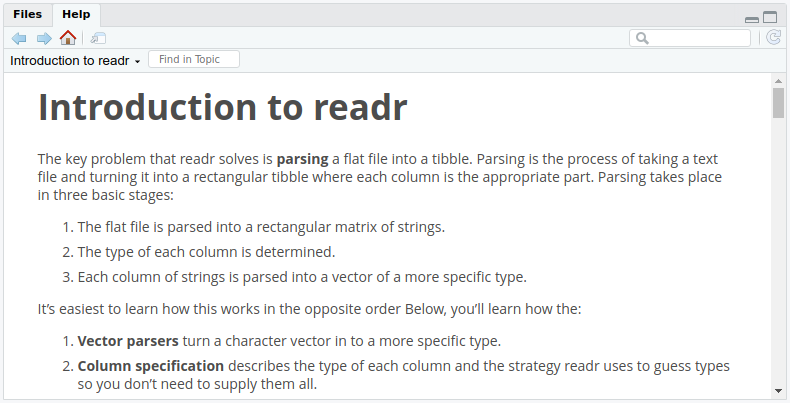 Files Help
Introduction to readr Find in Topic
Introduction to readr
The key problem that readr solves is parsing a flat file into a tibble. Parsing is the process of taking a text
file and turning it into a rectangular tibble where each column is the appropriate part. Parsing takes place
in three basic stages:
1. The flat file is parsed into a rectangular matrix of strings.
2. The type of each column is determined.
3. Each column of strings is parsed into a vector of a more specific type.
It’s easiest to learn how this works in the opposite order Below, you’ll learn how the:
1. Vector parsers turn a character vector in to a more specific type.
2. Column specification describes the type of each column and the strategy readr uses to guess types
so you don’t need to supply them all.